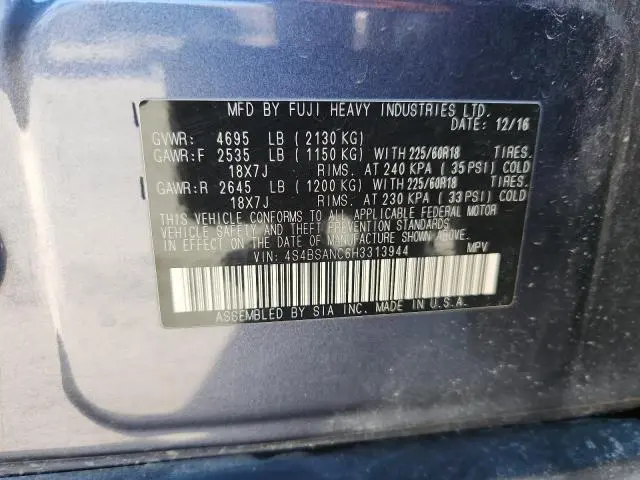 MFD BY FUJI HEAVY INDUSTRIES LTD.
DATE: 12/16
GVWR: 4695 LB (2130 KG)
GAWR:F 2535 LB (1150 KG) WITH 225/60R18 TIRES.
18X7J RIMS. AT 240 KPA (35 PSI) COLD
GAWR:R 2645 LB (1200 KG) WITH 225/60R18 TIRES.
18X7J RIMS. AT 230 KPA (33 PSI) COLD
THIS VEHICLE CONFORMS TO ALL APPLICABLE FEDERAL MOTOR
VEHICLE SAFETY AND THEFT PREVENTION STANDARDS
IN EFFECT ON THE DATE OF MANUFACTURE SHOWN ABOVE.
VIN: 4S4BSANC6H3313944 MPV
ASSEMBLED BY SIA INC. MADE IN U.S.A.